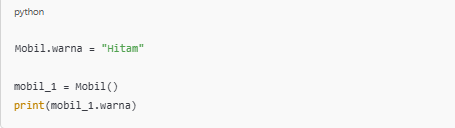 python
Mobil.warna = "Hitam"
mobil_1 = Mobil()
print(mobil_1.warna)